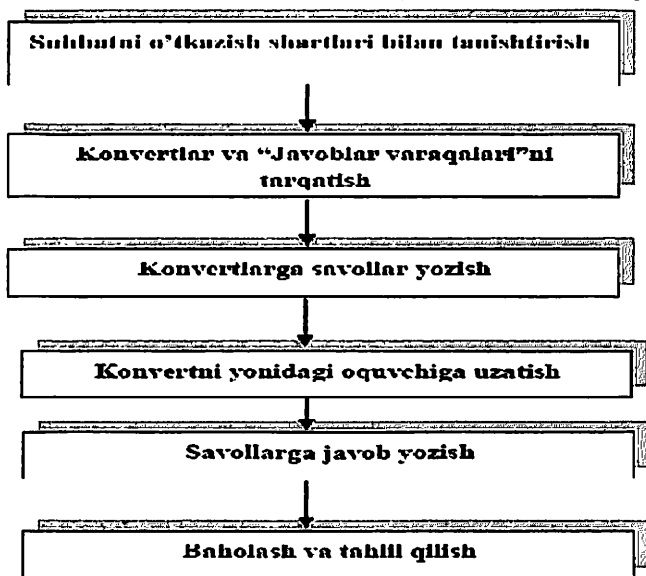 Suhbatni o’tkazish shartlari bilan tanishtirish
Konvertlar va “Javoblar varaqalari”ni
tarqatish
Konvertlarga savollar yozish
Konvertni yonidagi oquvchiga uzatish
Savollarga javob yozish
Baholash va tahlil qilish